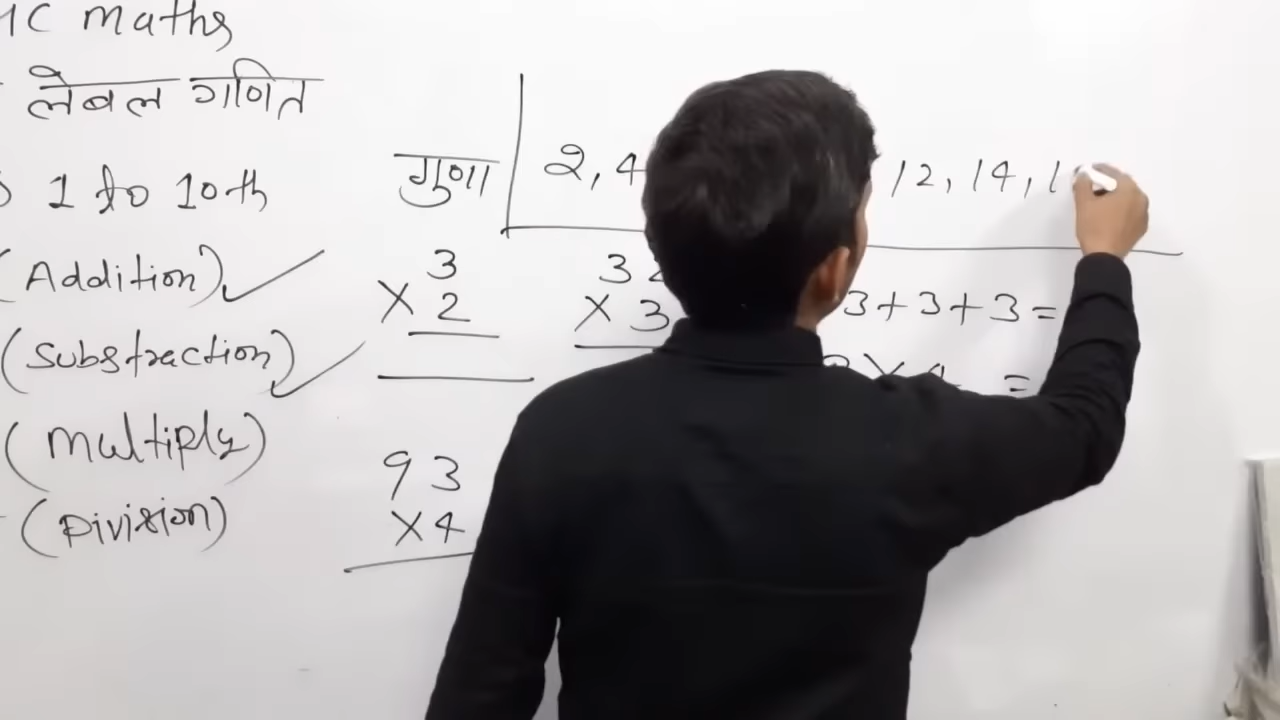 maths
लेबल गणित
1 to 10th
(Addition) ✓
(Substraction) ✓
(Multiply)
(Division)
गुणा
2, 4
12, 14, 1
3
× 2
3
× 3
3 + 3 + 3 =
=
93
×4